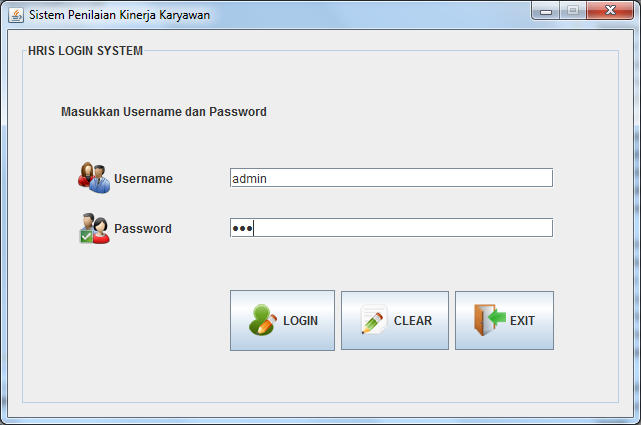 Sistem Penilaian Kinerja Karyawan
HRIS LOGIN SYSTEM
Masukkan Username dan Password
Username
admin
Password
●●●
LOGIN
CLEAR
EXIT